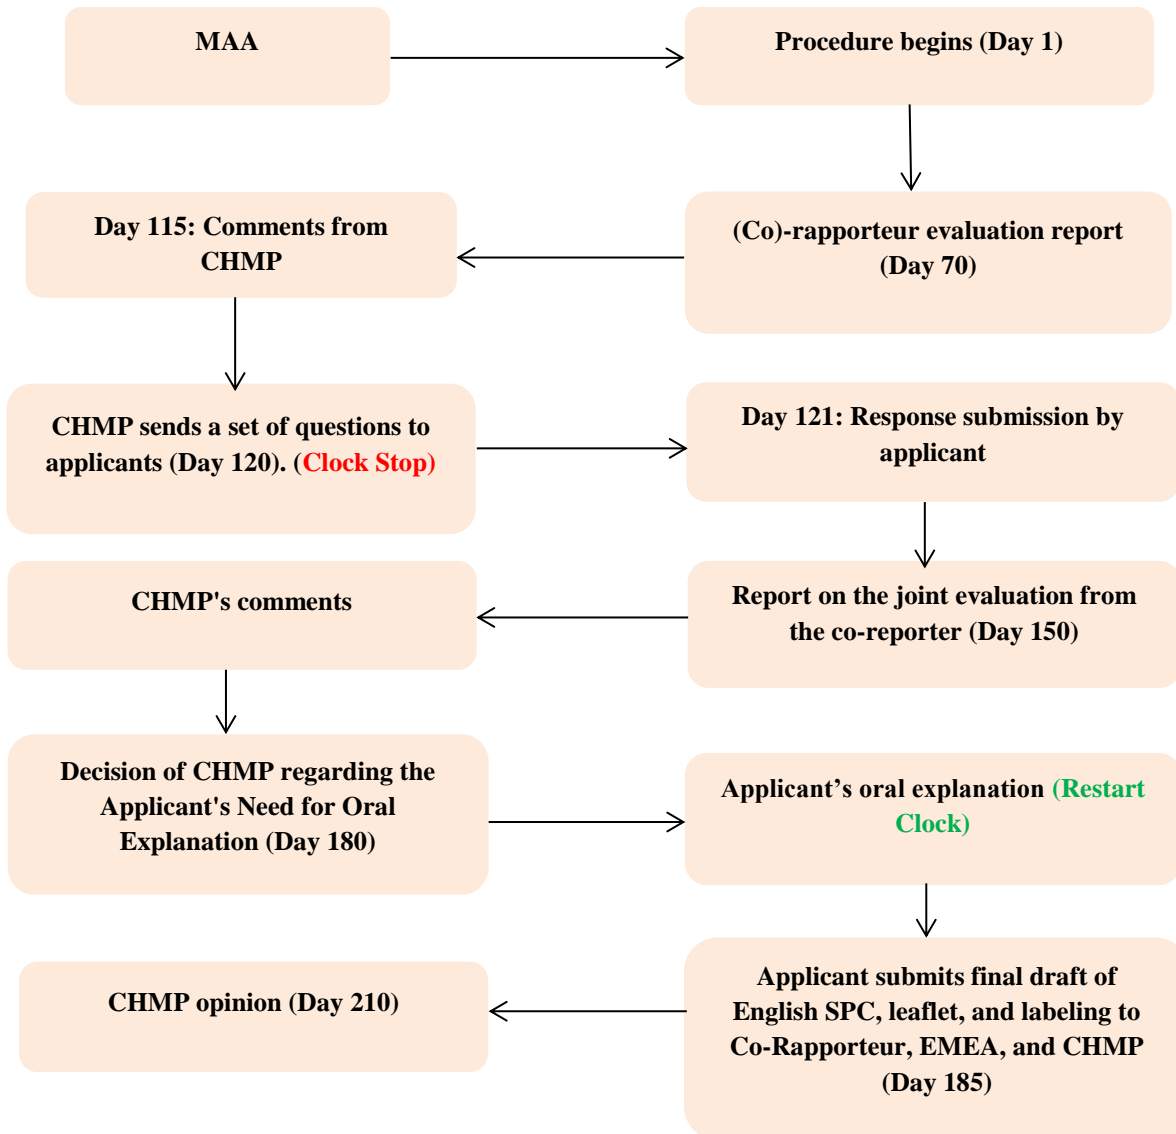 MAA
Procedure begins (Day 1)
(Co)-rapporteur evaluation report
(Day 70)
Day 115: Comments from
CHMP
CHMP sends a set of questions to
applicants (Day 120). (Clock Stop)
Day 121: Response submission by
applicant
Report on the joint evaluation from
the co-reporter (Day 150)
CHMP's comments
Decision of CHMP regarding the
Applicant's Need for Oral
Explanation (Day 180)
Applicant’s oral explanation (Restart
Clock)
Applicant submits final draft of
English SPC, leaflet, and labeling to
Co-Rapporteur, EMEA, and CHMP
(Day 185)
CHMP opinion (Day 210)